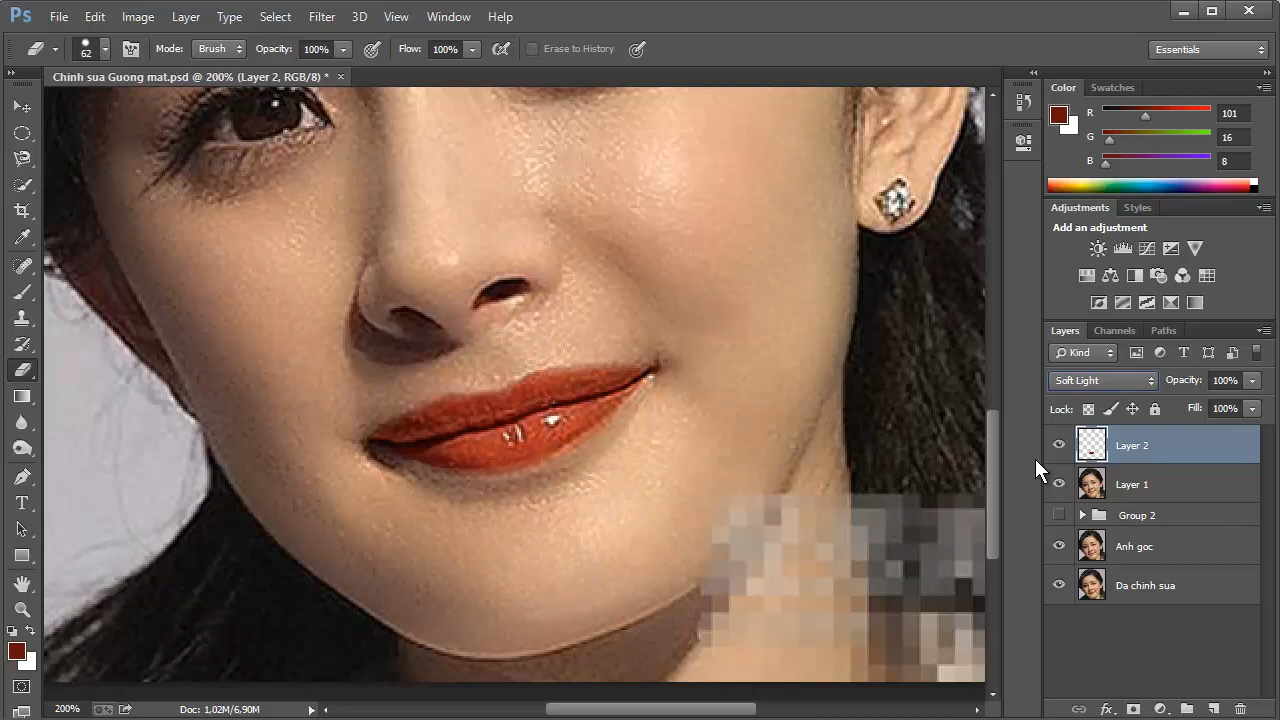 Ps File Edit Image Layer Type Select Filter 3D View Window Help
62 Mode: Brush Opacity: 100% Flow: 100% Erase to History Essentials
Chinh sua Guong mat.psd @ 200% (Layer 2, RGB/8) * ×
Color Swatches
R 101
G 16
B 8
Adjustments Styles
Add an adjustment
Layers Channels Paths
Kind
Soft Light Opacity: 100%
Lock: Fill: 100%
Layer 2
Layer 1
Group 2
Anh goc
Da chinh sua
200% Doc: 1,02M/6,90M